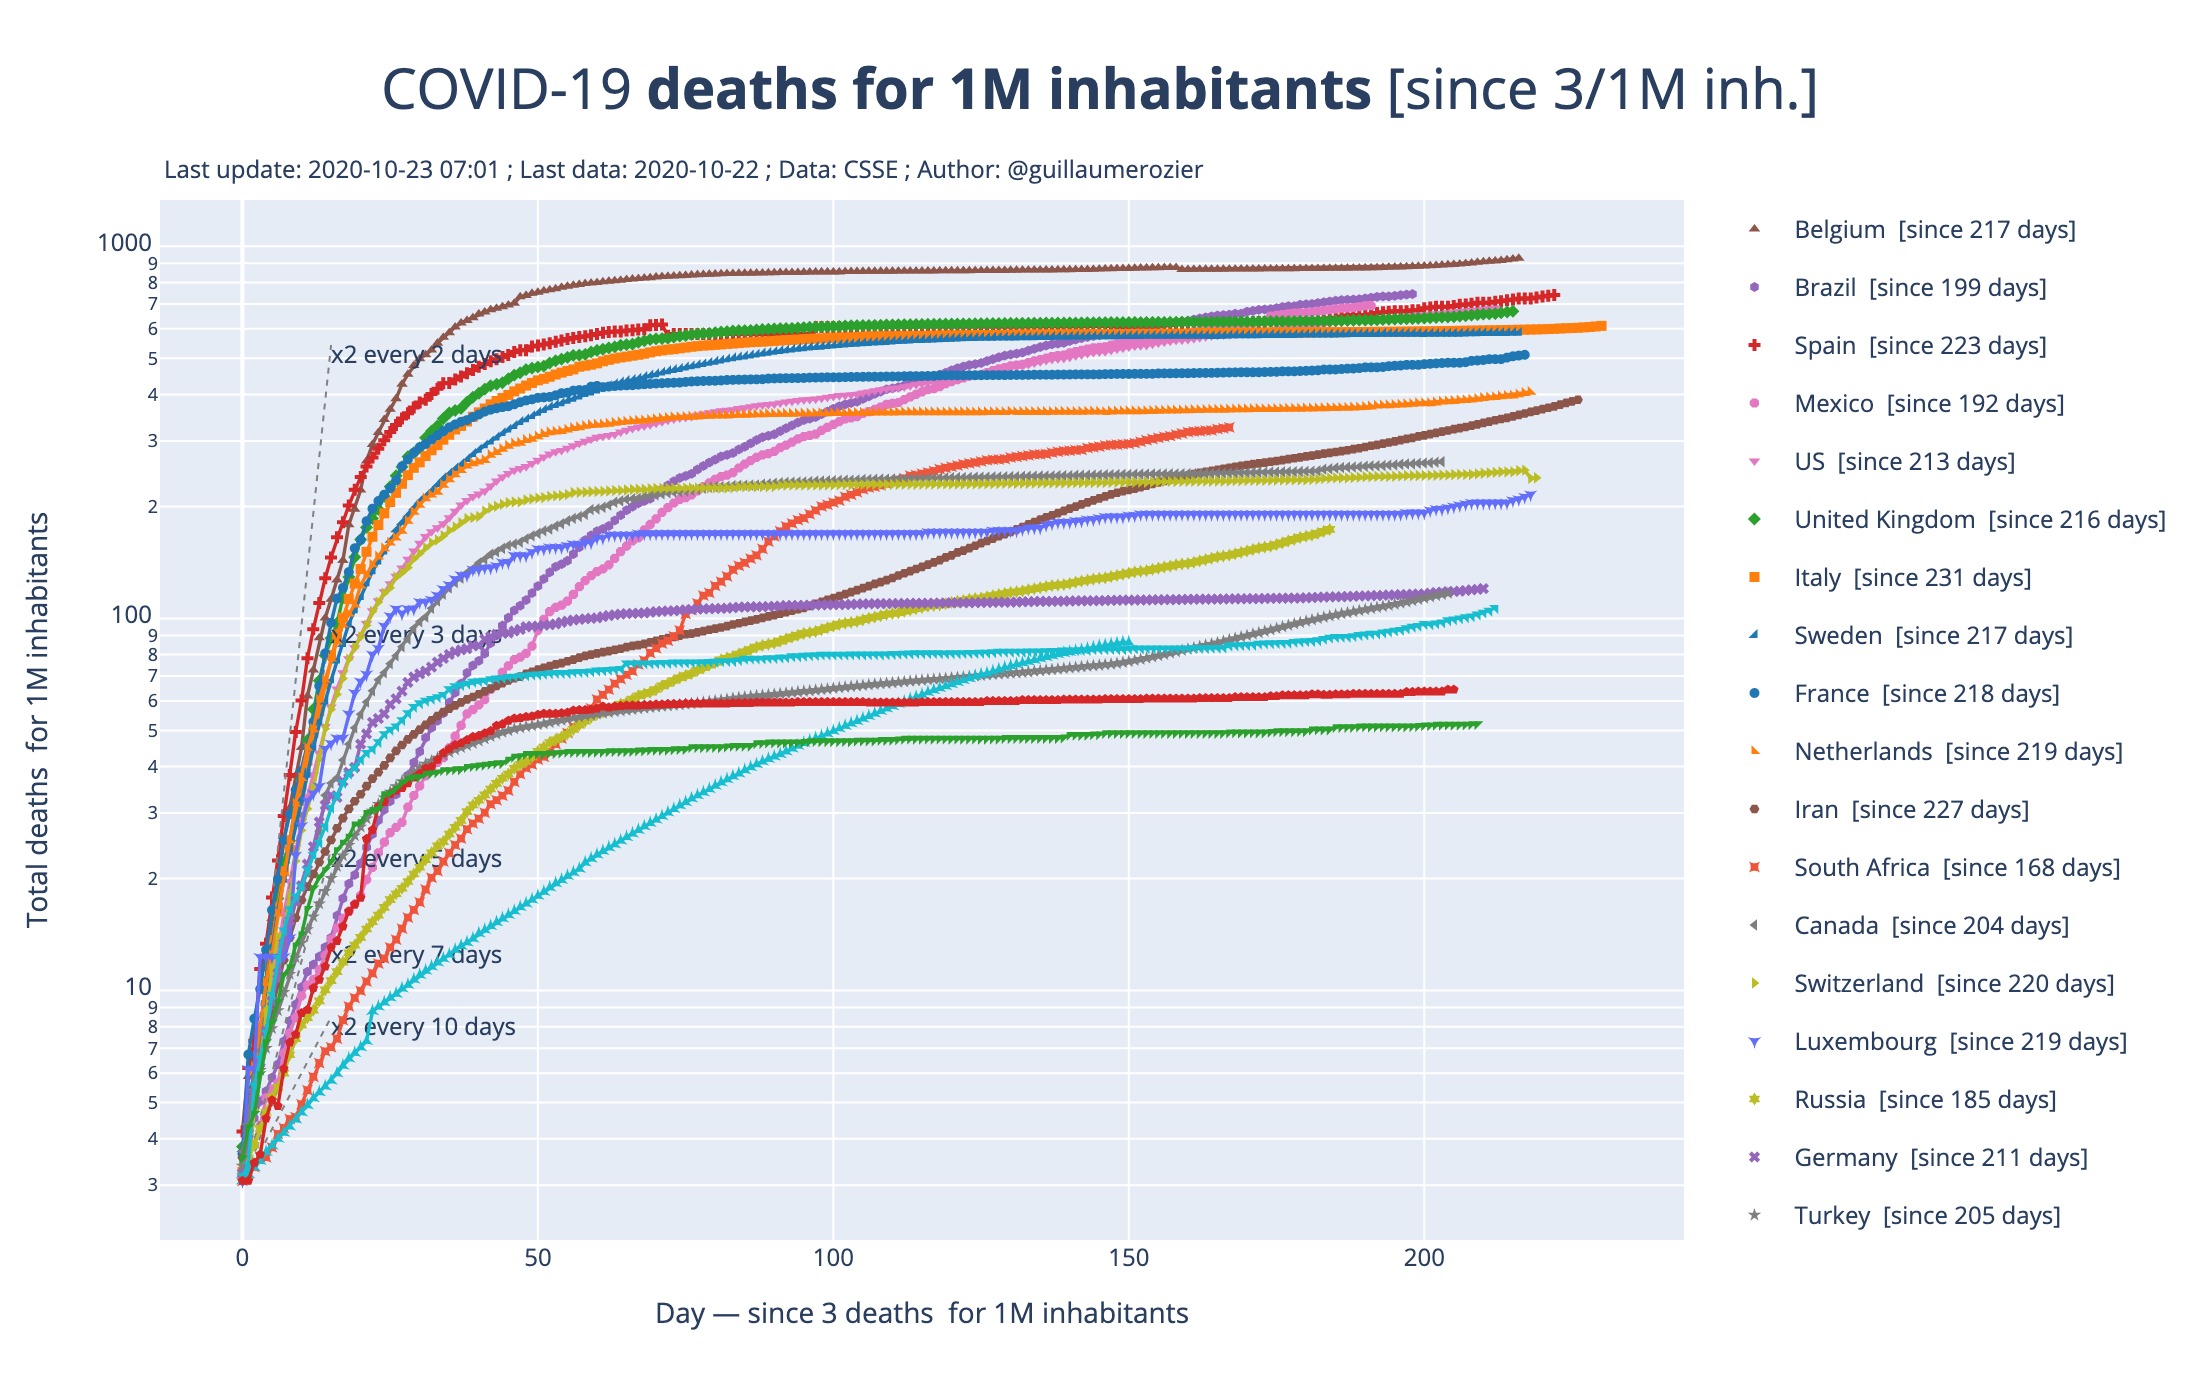 COVID-19 deaths for 1M inhabitants [since 3/1M inh.]
Last update: 2020-10-23 07:01 ; Last data: 2020-10-22 ; Data: CSSE ; Author: @guillaumerozier
Total deaths for 1M inhabitants
1000
9
8
7
6
5
4
3
2
100
9
8
7
6
5
4
3
2
10
9
8
7
6
5
4
3
x2 every 2 days
x2 every 3 days
x2 every 5 days
x2 every 7 days
x2 every 10 days
0 50 100 150 200
Day — since 3 deaths for 1M inhabitants
Belgium [since 217 days]
Brazil [since 199 days]
Spain [since 223 days]
Mexico [since 192 days]
US [since 213 days]
United Kingdom [since 216 days]
Italy [since 231 days]
Sweden [since 217 days]
France [since 218 days]
Netherlands [since 219 days]
Iran [since 227 days]
South Africa [since 168 days]
Canada [since 204 days]
Switzerland [since 220 days]
Luxembourg [since 219 days]
Russia [since 185 days]
Germany [since 211 days]
Turkey [since 205 days]